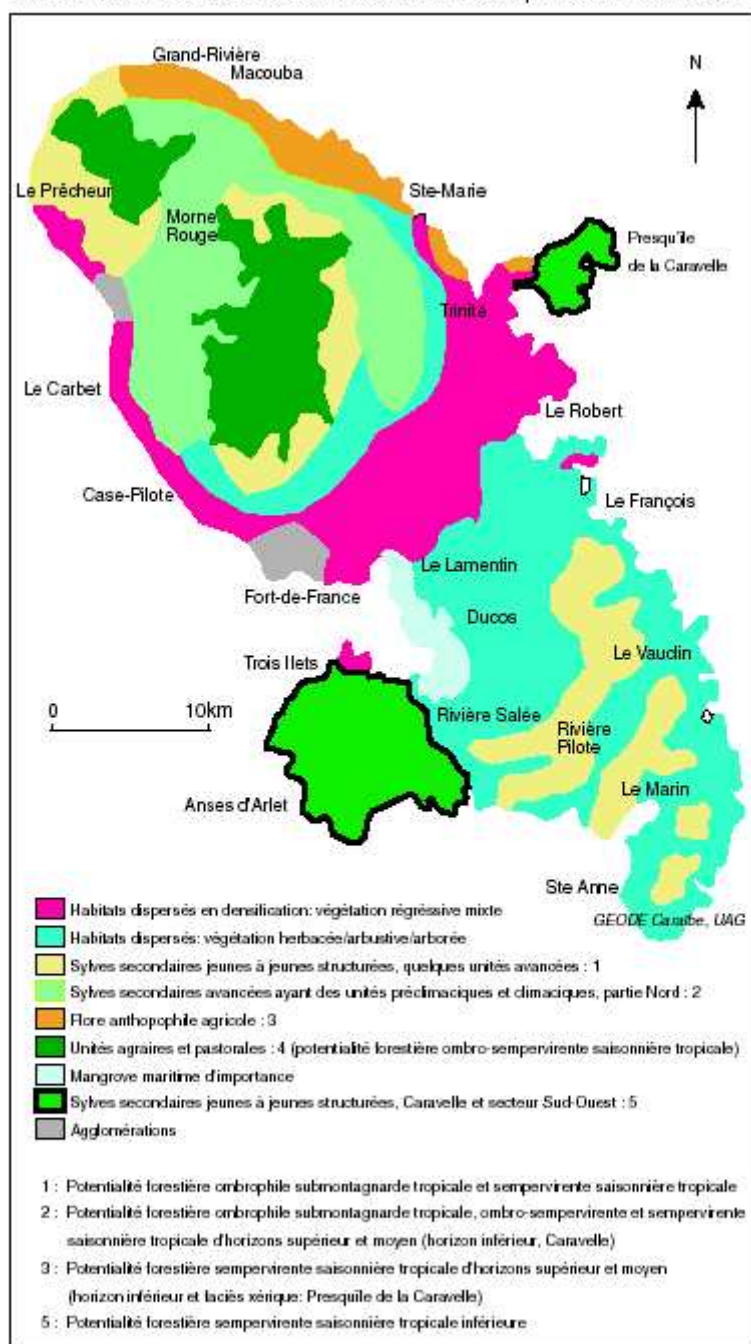 Grand-Rivière
Macouba
N
Le Prêcheur
Ste-Marie
Morne
Rouge
Presqu'île
de la Caravelle
Trinité
Le Carbet
Le Robert
Case-Pilote
Le François
Le Lamentin
Fort-de-France
Ducos
Trois Ilets
Le Vauclin
0 10km
Rivière Salée
Rivière
Pilote
Anses d'Arlet
Le Marin
Ste Anne
GEODE Caraïbe, UAG
Habitats dispersés en densification: végétation régréssive mixte
Habitats dispersés: végétation herbacée/arbustive/arborée
Sylves secondaires jeunes à jeunes structurées, quelques unités avancées : 1
Sylves secondaires avancées ayant des unités préclimaciques et climaciques, partie Nord : 2
Flore anthopophile agricole : 3
Unités agraires et pastorales : 4 (potentialité forestière ombro-sempervirente saisonnière tropicale)
Mangrove maritime d'importance
Sylves secondaires jeunes à jeunes structurées, Caravelle et secteur Sud-Ouest : 5
Agglomérations
1 : Potentialité forestière ombrophile submontagnarde tropicale et sempervirente saisonnière tropicale
2 : Potentialité forestière ombrophile submontagnarde tropicale, ombro-sempervirente et sempervirente
saisonnière tropicale d'horizons supérieur et moyen (horizon inférieur, Caravelle)
3 : Potentialité forestière sempervirente saisonnière tropicale d'horizons supérieur et moyen
(horizon inférieur et faciès xérique: Presquîle de la Caravelle)
5 : Potentialité forestière sempervirente saisonnière tropicale inférieure